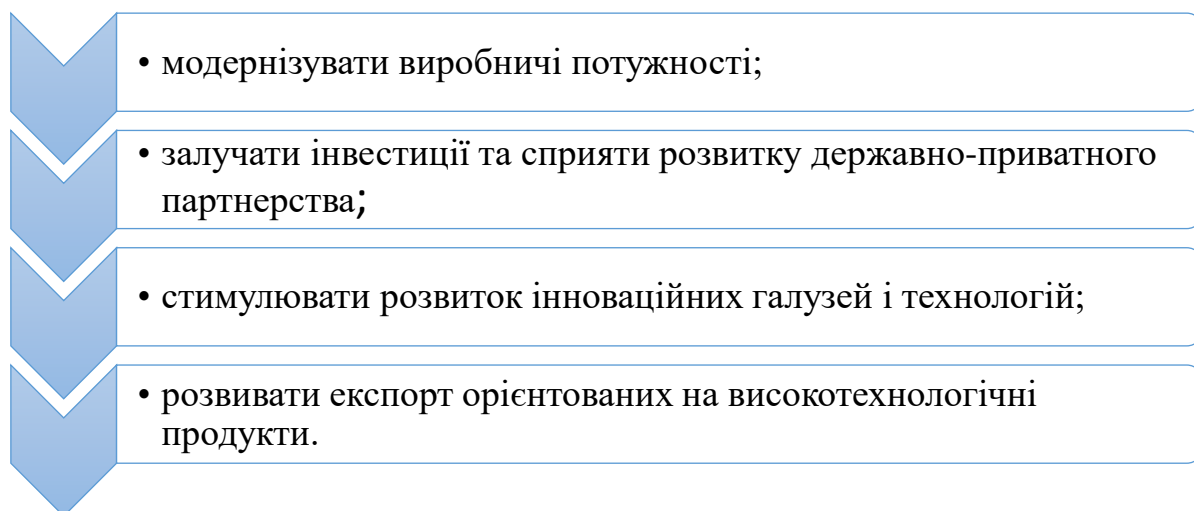 • модернізувати виробничі потужності;
• залучати інвестиції та сприяти розвитку державно-приватного
партнерства;
• стимулювати розвиток інноваційних галузей і технологій;
• розвивати експорт орієнтованих на високотехнологічні
продукти.